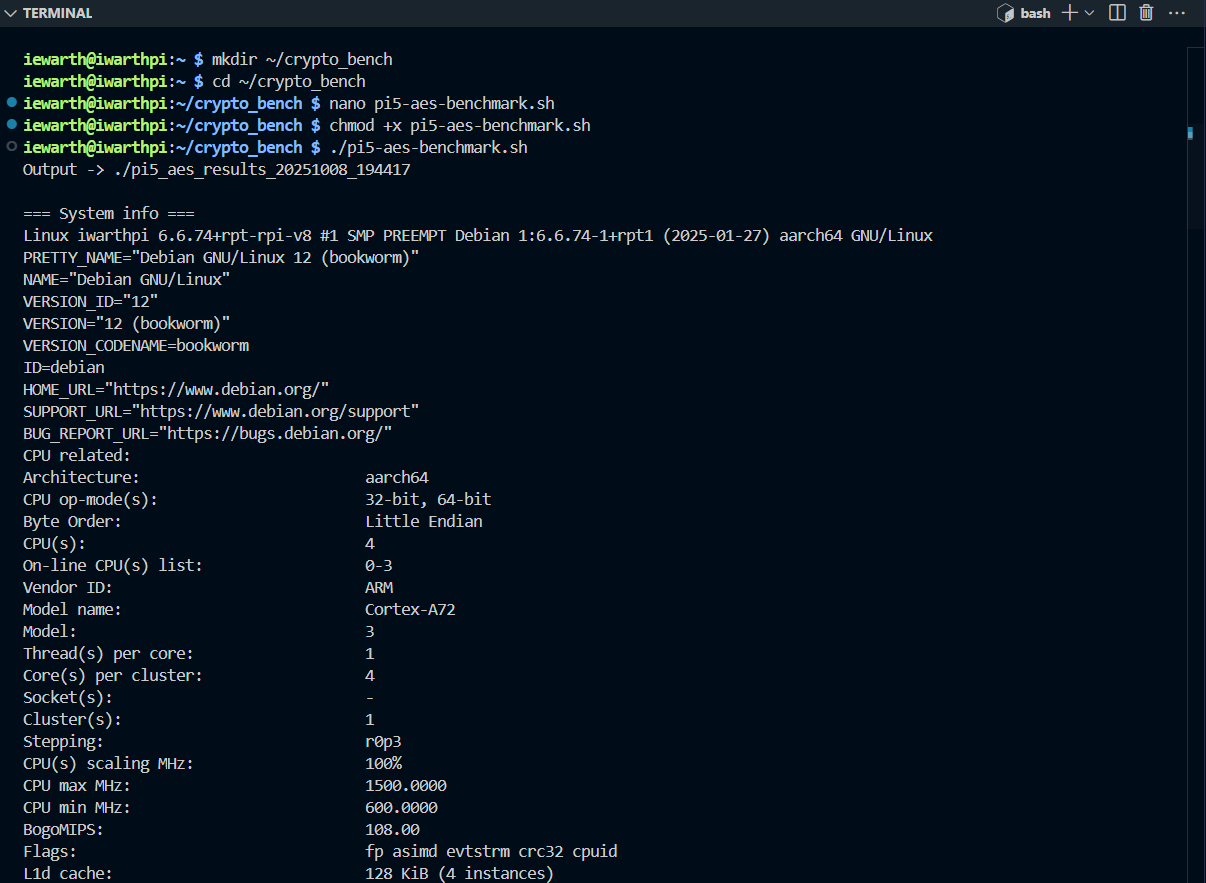 TERMINAL
bash
iewarth@iwarthpi:~ $ mkdir ~/crypto_bench
iewarth@iwarthpi:~ $ cd ~/crypto_bench
iewarth@iwarthpi:~/crypto_bench $ nano pi5-aes-benchmark.sh
iewarth@iwarthpi:~/crypto_bench $ chmod +x pi5-aes-benchmark.sh
iewarth@iwarthpi:~/crypto_bench $ ./pi5-aes-benchmark.sh
Output -> ./pi5_aes_results_20251008_194417
=== System info ===
Linux iwarthpi 6.6.74+rpt-rpi-v8 #1 SMP PREEMPT Debian 1:6.6.74-1+rpt1 (2025-01-27) aarch64 GNU/Linux
PRETTY_NAME="Debian GNU/Linux 12 (bookworm)"
NAME="Debian GNU/Linux"
VERSION_ID="12"
VERSION="12 (bookworm)"
VERSION_CODENAME=bookworm
ID=debian
HOME_URL="https://www.debian.org/"
SUPPORT_URL="https://www.debian.org/support"
BUG_REPORT_URL="https://bugs.debian.org/"
CPU related:
Architecture: aarch64
CPU op-mode(s): 32-bit, 64-bit
Byte Order: Little Endian
CPU(s): 4
On-line CPU(s) list: 0-3
Vendor ID: ARM
Model name: Cortex-A72
Model: 3
Thread(s) per core: 1
Core(s) per cluster: 4
Socket(s): -
Cluster(s): 1
Stepping: r0p3
CPU(s) scaling MHz: 100%
CPU max MHz: 1500.0000
CPU min MHz: 600.0000
BogoMIPS: 108.00
Flags: fp asimd evtstrm crc32 cpuid
L1d cache: 128 KiB (4 instances)